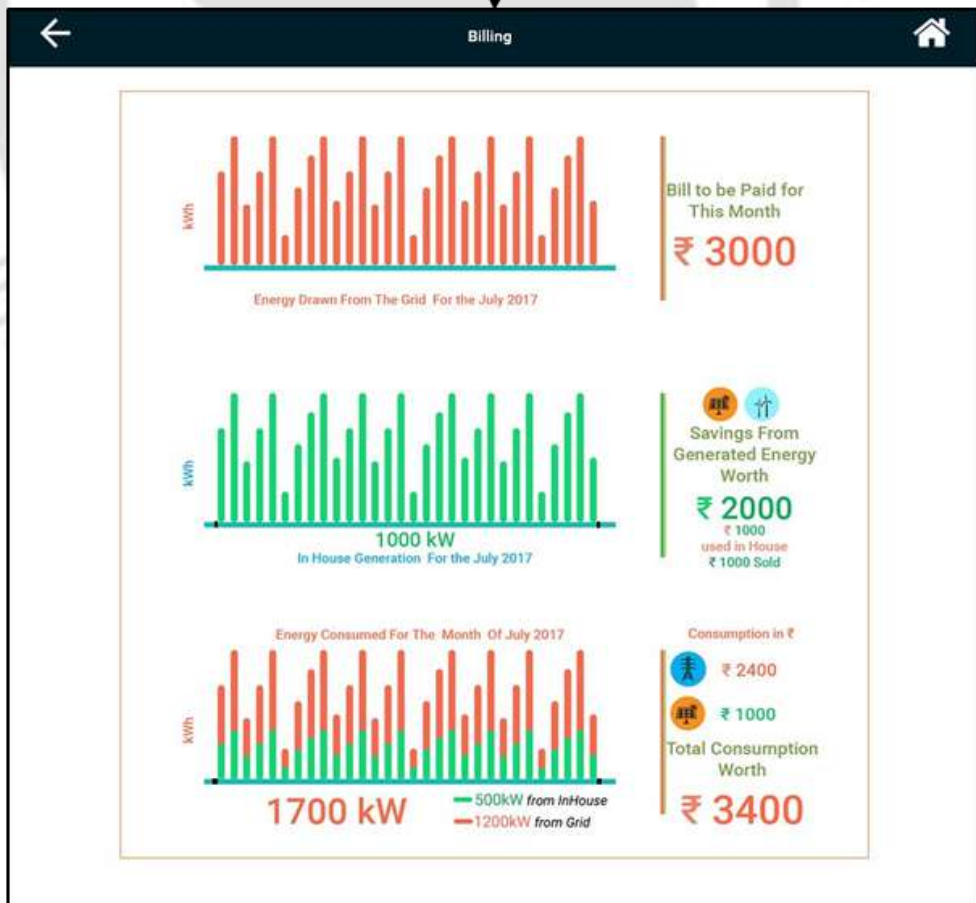 Billing
kWh
Energy Drawn From The Grid For the July 2017
Bill to be Paid for
This Month
₹ 3000
kWh
1000 kW
In House Generation For the July 2017
Savings From
Generated Energy
Worth
₹ 2000
₹ 1000
used in House
₹ 1000 Sold
Energy Consumed For The Month Of July 2017
kWh
1700 kW
500kW from InHouse
1200kW from Grid
Consumption in ₹
₹ 2400
₹ 1000
Total Consumption
Worth
₹ 3400